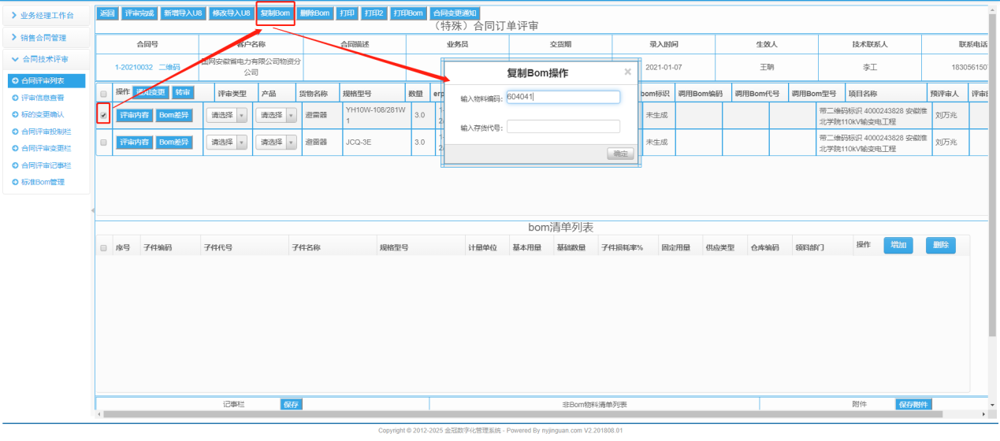 业务经理工作台
销售合同管理
合同技术评审
合同评审列表
评审信息查看
标的变更确认
合同评审控制栏
合同评审变更栏
合同评审记事栏
标准Bom管理
返回 评审完成 新增导入U8 修改导入U8 复制Bom 删除Bom 打印 打印2 打印Bom 合同变更通知
（特殊）合同订单评审
合同号 客户名称 合同描述 业务员 交货期 录入时间 生效人 技术联系人 联系电话
1-20210032 二维码 国网安徽省电力有限公司物资分
公司
2021-01-07 王聘 李工 183056150
操作 通知变更 转审 评审类型 产品 货物名称 规格型号 数量 erp
bom标识 调用Bom编码 调用Bom代号 调用Bom型号 项目名称 预评审人
评审内容 Bom差异 请选择 请选择 避雷器 YH10W-108/281W
1
3.0
未生成
带二维码标识 4000243828 安徽淮
北学院110kV输变电工程
刘万兆
评审内容 Bom差异 请选择 请选择 避雷器 JCQ-3E 3.0
未生成
带二维码标识 4000243828 安徽淮
北学院110kV输变电工程
刘万兆
复制Bom操作 ×
输入物料编码: 604041
输入存货代号:
确定
bom清单列表
序号 子件编码 子件代号 子件名称 规格型号 计量单位 基本用量 基础数量 子件损耗率% 固定用量 供应类型 仓库编码 领料部门 操作 增加 删除
记事栏 保存 非Bom物料清单列表 附件 保存附件
Copyright © 2012-2025 金冠数字化管理系统 - Powered By nyjinguan.com V2.201808.01